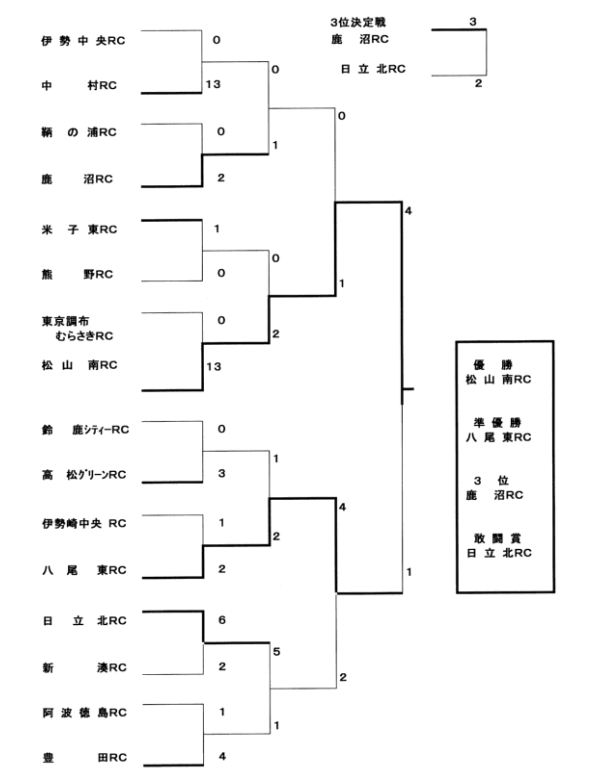 3位決定戦
鹿 沼RC 3
日 立 北RC 2
伊 勢 中 央RC 0
中 村RC 13
鞆 の 浦RC 0
鹿 沼RC 2
0
1
米 子 東RC 1
熊 野RC 0
東京調布
むらさきRC 0
松 山 南RC 13
0
2
0
1
鈴 鹿シティーRC 0
高 松グリーンRC 3
伊勢崎中央 RC 1
八 尾 東RC 2
1
2
日 立 北RC 6
新 湊RC 2
阿 波 徳 島RC 1
豊 田RC 4
5
1
4
2
4
1
優 勝
松 山 南RC
準 優 勝
八 尾 東RC
3 位
鹿 沼RC
敢 闘 賞
日 立 北RC